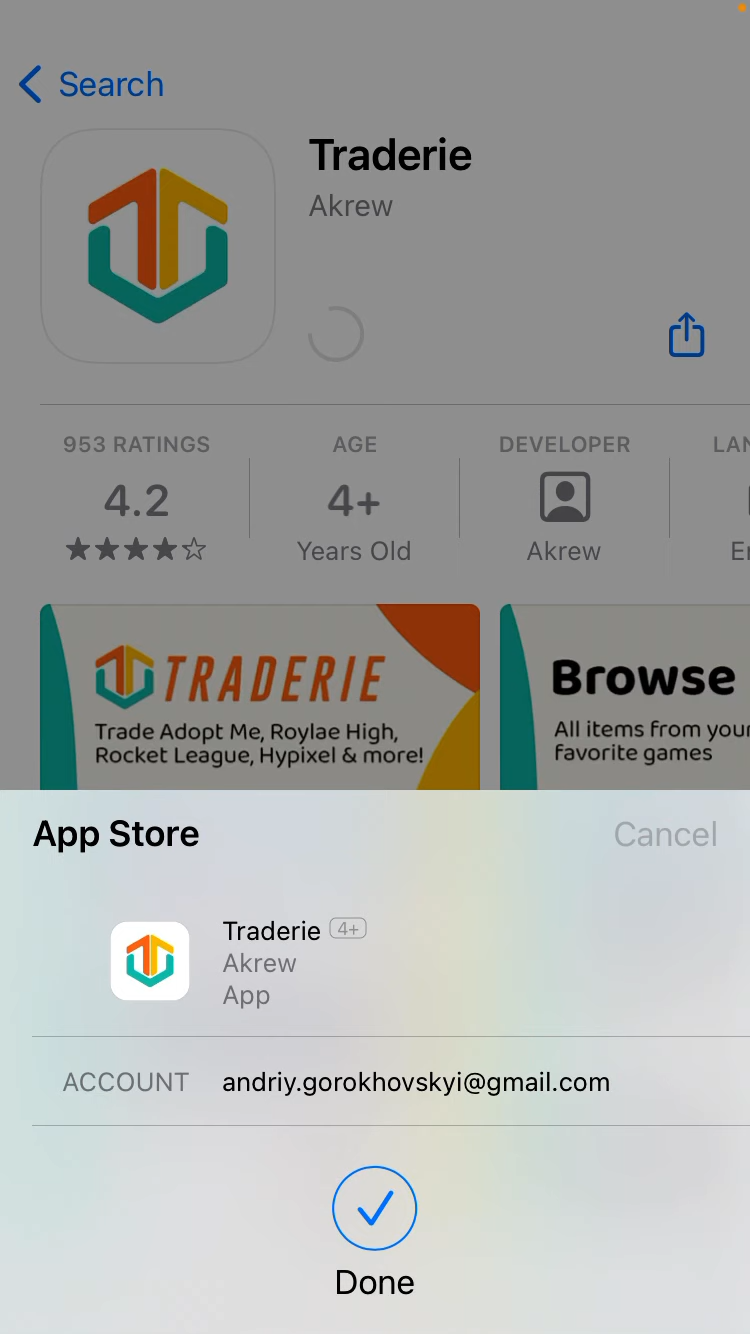 Search
Traderie
Akrew
953 RATINGS
4.2
AGE
4+
Years Old
DEVELOPER
Akrew
TRADERIE
Trade Adopt Me, Roylae High,
Rocket League, Hypixel & more!
Browse
All items from your
favorite games
App Store
Cancel
Traderie 4+
Akrew
App
ACCOUNT andriy.gorokhovskyi@gmail.com
Done